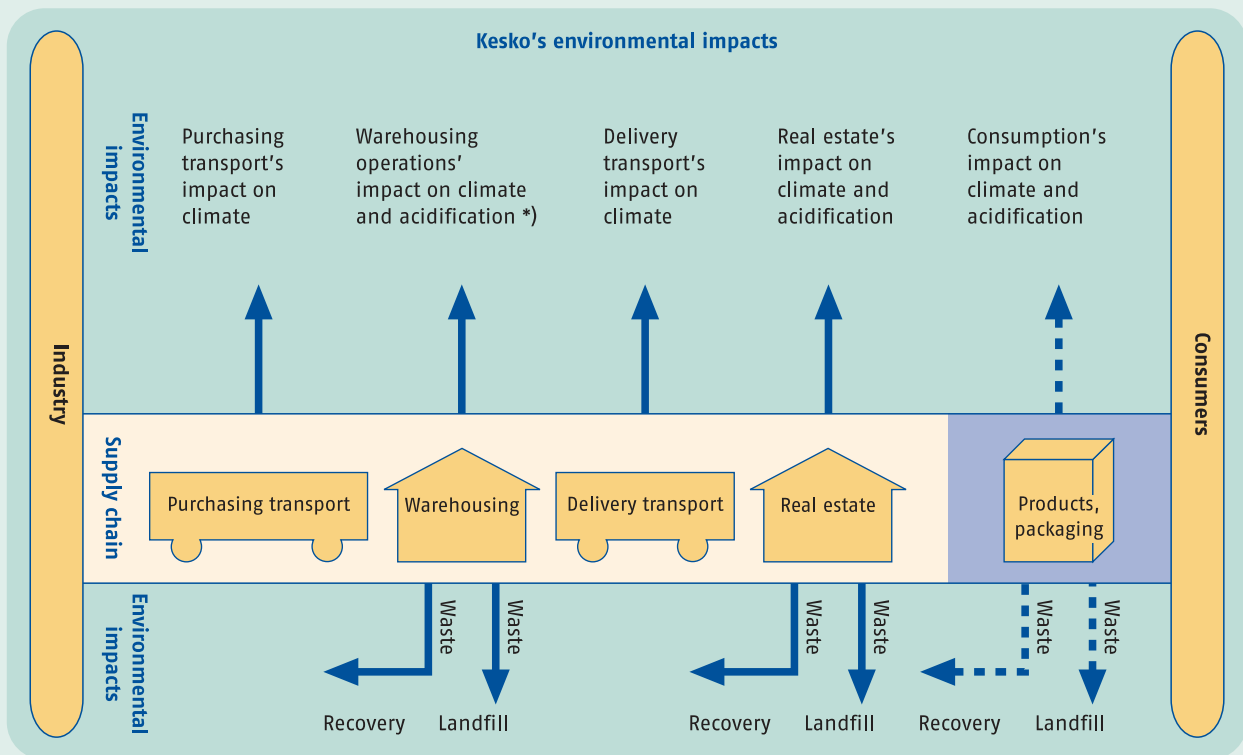 Kesko's environmental impacts
Environmental
impacts
Purchasing
transport's
impact on
climate
Warehousing
operations'
impact on climate
and acidification *)
Delivery
transport's
impact on
climate
Real estate's
impact on
climate and
acidification
Consumption's
impact on
climate and
acidification
Industry
Consumers
Supply chain
Purchasing transport
Warehousing
Delivery transport
Real estate
Products,
packaging
Environmental
impacts
Waste
Waste
Waste
Waste
Waste
Waste
Recovery
Landfill
Recovery
Landfill
Recovery
Landfill